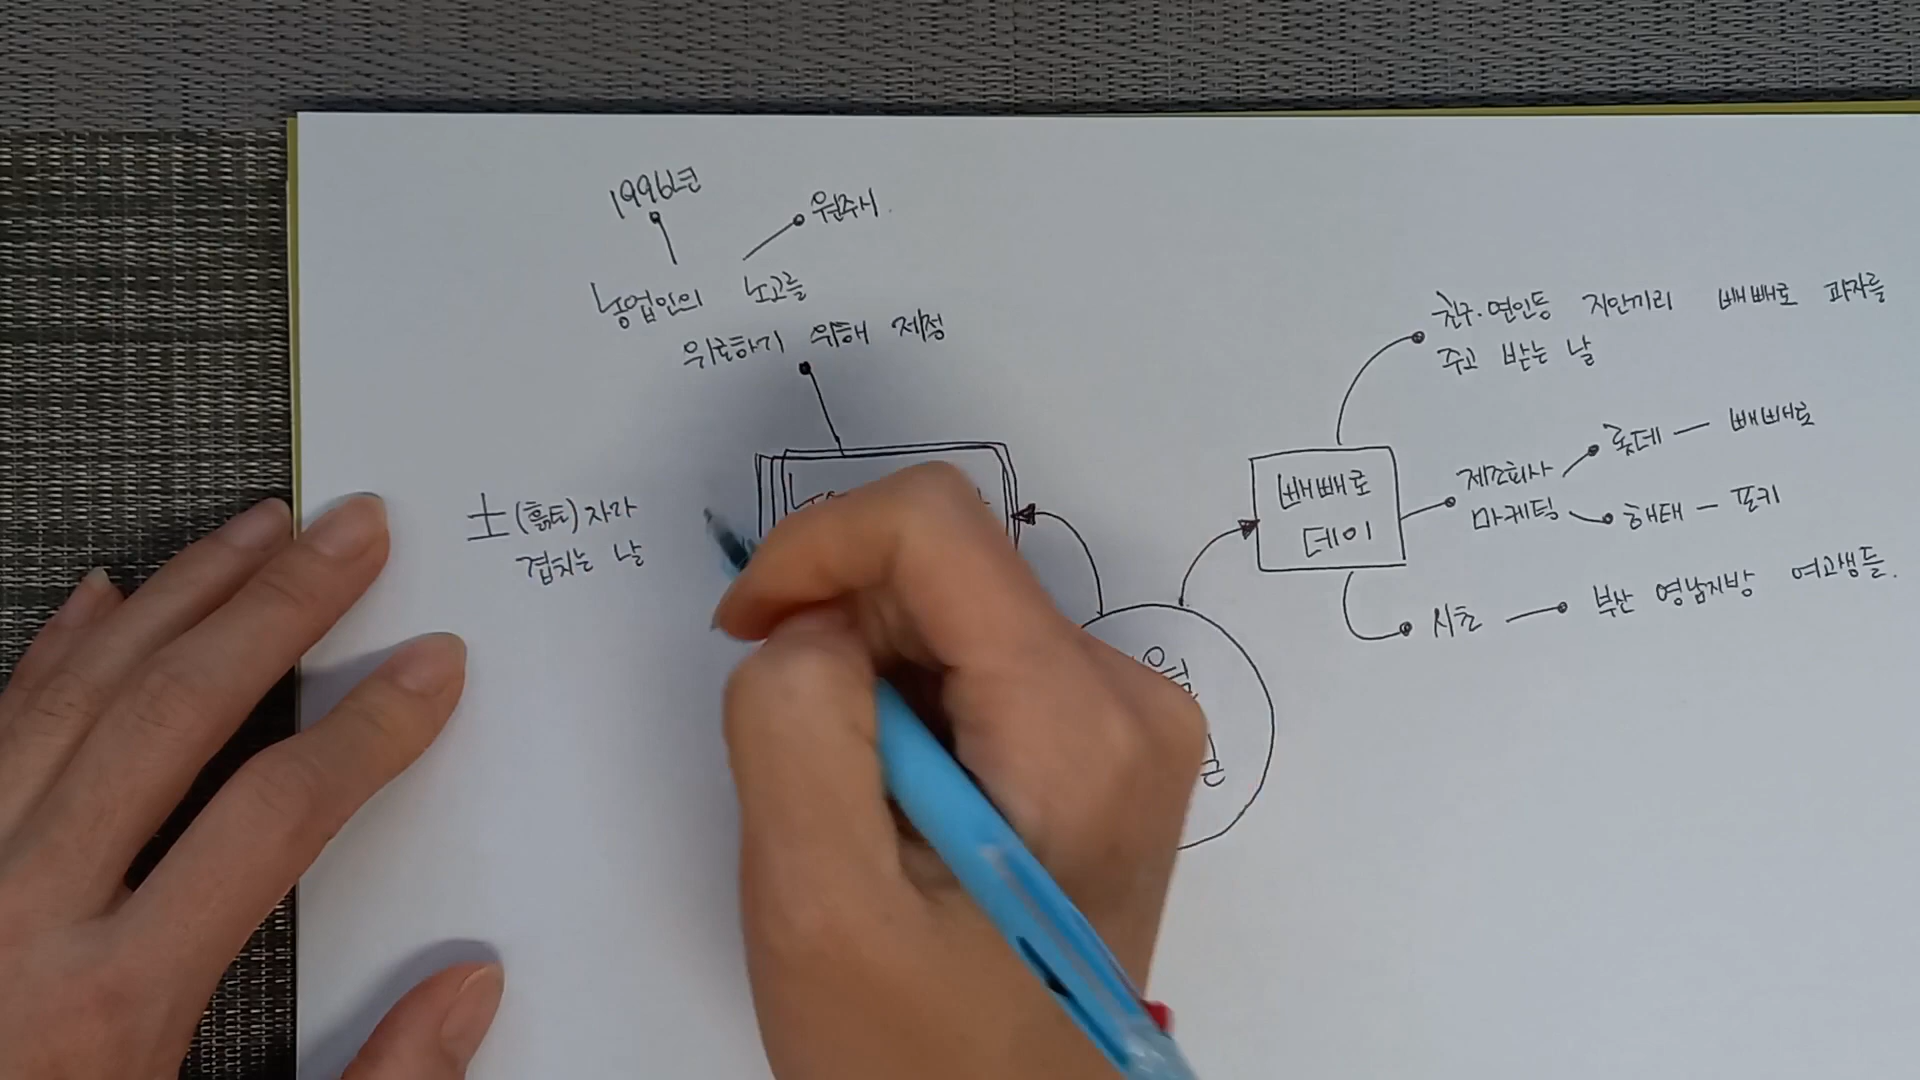 1996년
원주시.
농업인의 노고를
위로하기 위해 제정
土(흙토)자가
겹치는 날
빼빼로
데이
친구·연인등 지인끼리 빼빼로 과자를
주고 받는 날
제조회사
마케팅
롯데 — 빼빼로
해태 — 포키
시초
부산 영남지방 여고생들.
월